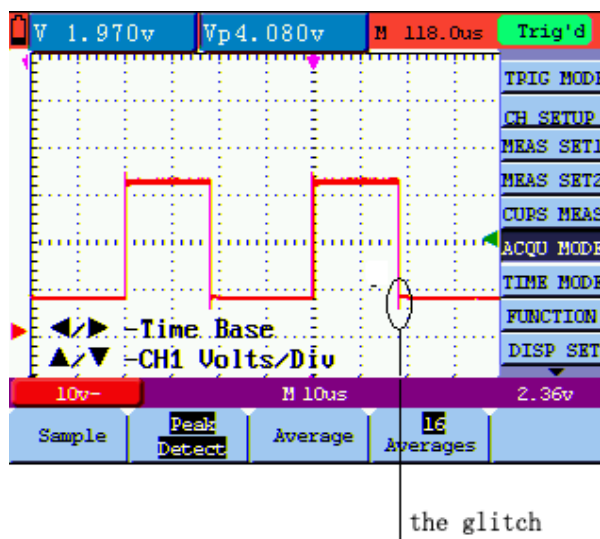 V 1.970v Vp4.080v M 118.0us Trig'd
TRIG MODE
CH SETUP
MEAS SET1
MEAS SET2
CUPS MEAS
ACQU MODE
TIME MODE
FUNCTION
DISP SET
◀/▶ -Time Base
▲/▼ -CH1 Volts/Div
10v- M 10us 2.36v
Sample Peak Detect Average 16 Averages
the glitch